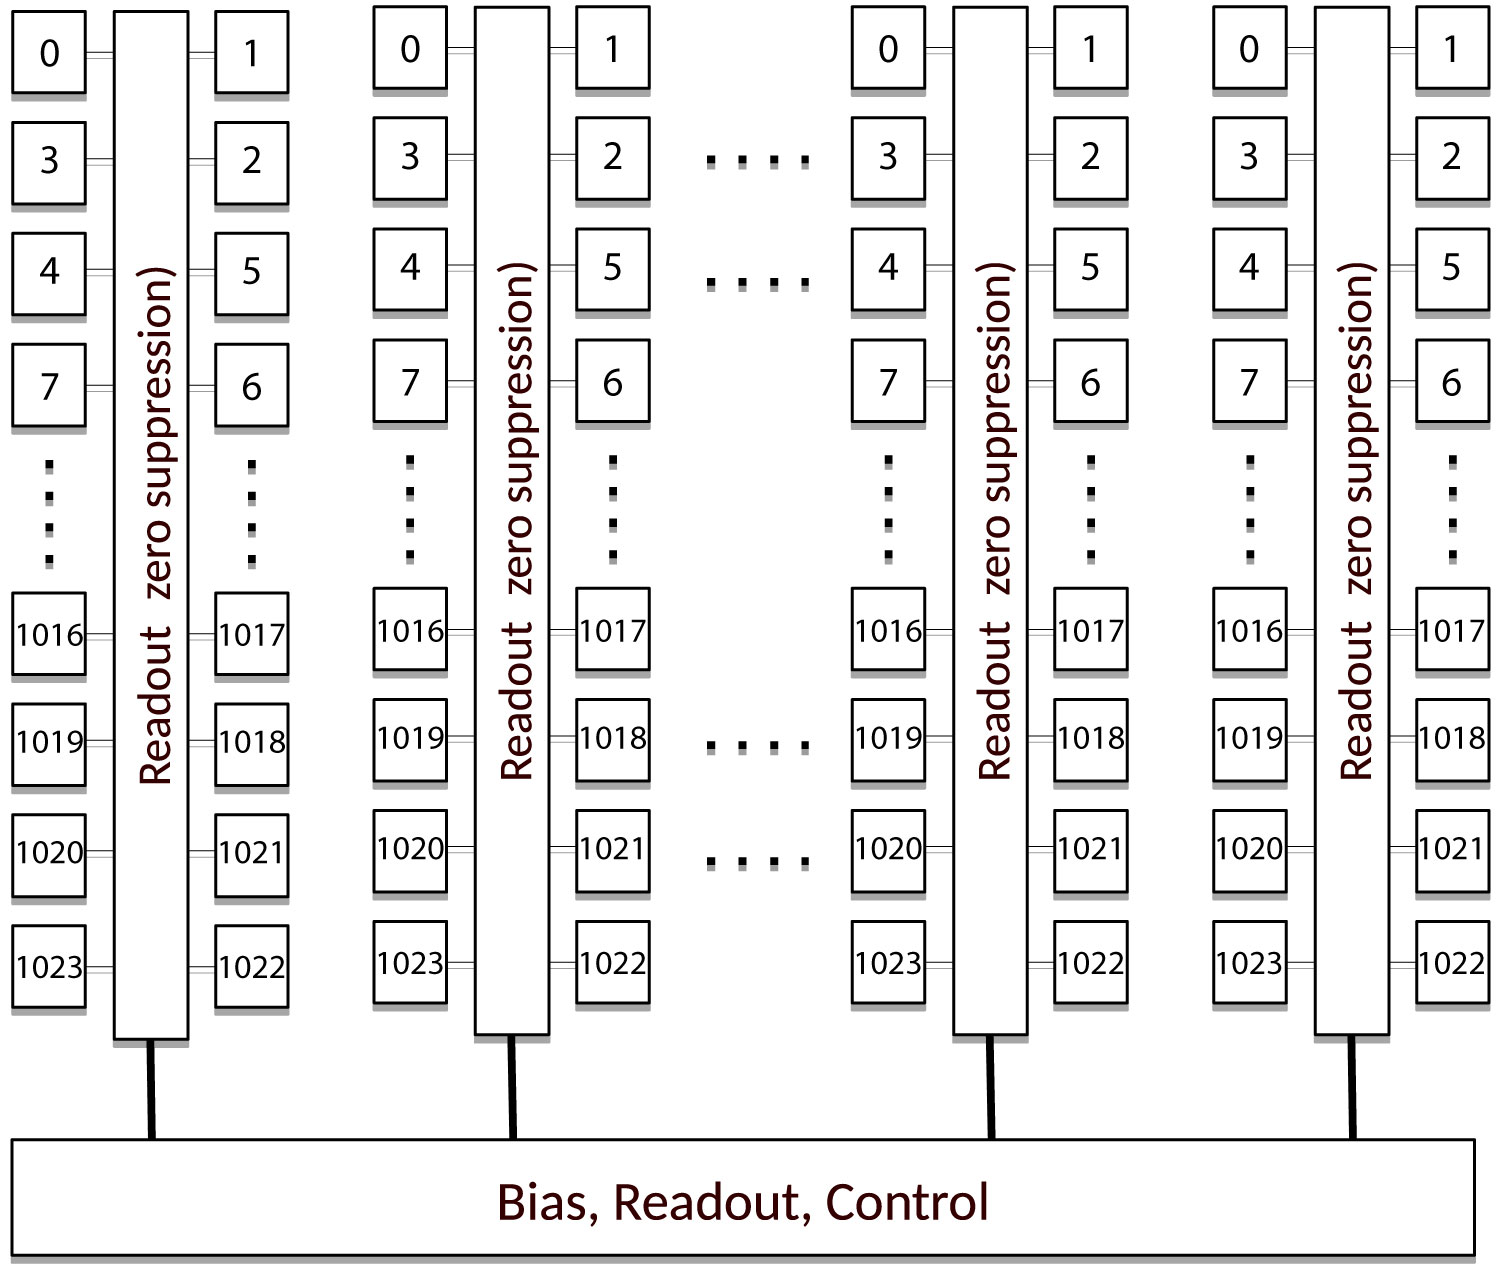 0 1 0 1 0 1 0 1
3 2 3 2 3 2 3 2
4 5 4 5 4 5 4 5
7 6 7 6 7 6 7 6
Readout zero suppression)
Readout zero suppression)
Readout zero suppression)
Readout zero suppression)
1016 1017 1016 1017 1016 1017 1016 1017
1019 1018 1019 1018 1019 1018 1019 1018
1020 1021 1020 1021 1020 1021 1020 1021
1023 1022 1023 1022 1023 1022 1023 1022
Bias, Readout, Control